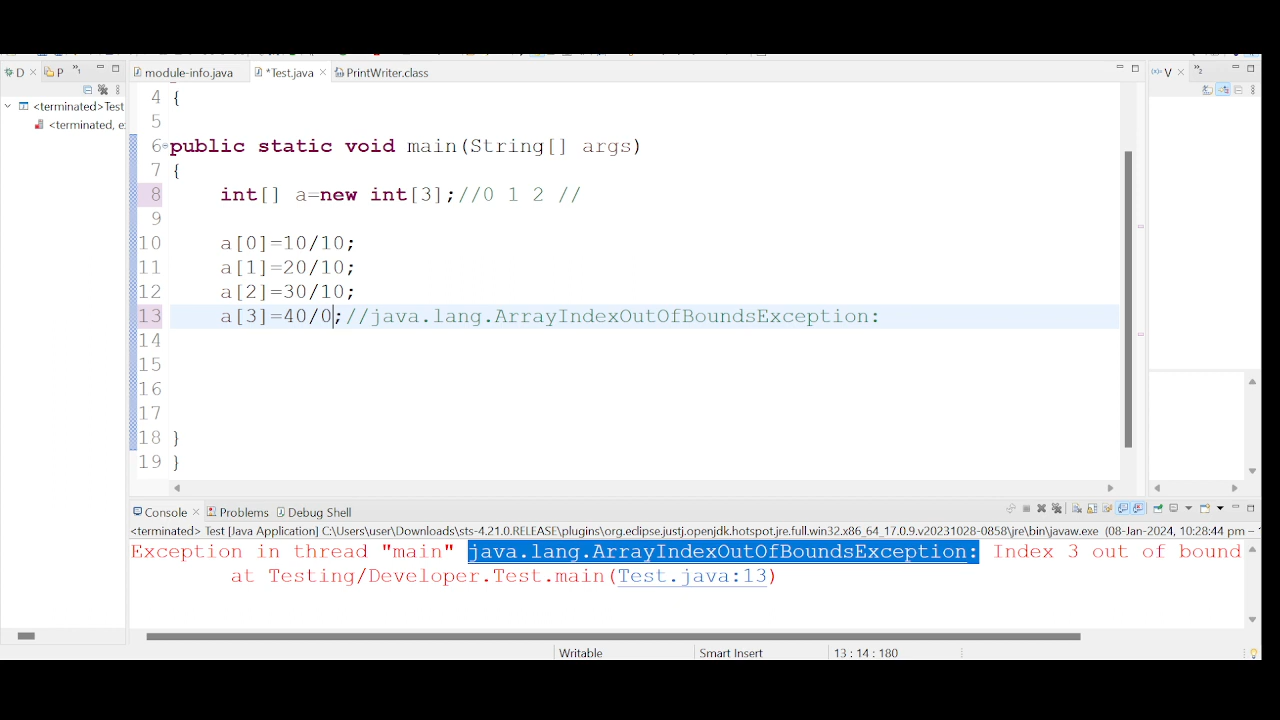 D
P
"1
module-info.java
*Test.java
PrintWriter.class
V
"2
<terminated>Test
<terminated, e
4 {
5
6 public static void main(String[] args)
7 {
8 int[] a=new int[3];//0 1 2 //
9
10 a[0]=10/10;
11 a[1]=20/10;
12 a[2]=30/10;
13 a[3]=40/0;//java.lang.ArrayIndexOutOfBoundsException:
14
15
16
17
18 }
19 }
Console Problems Debug Shell
<terminated> Test [Java Application] C:\Users\user\Downloads\sts-4.21.0.RELEASE\plugins\org.eclipse.justj.openjdk.hotspot.jre.full.win32.x86_64_17.0.9.v20231028-0858\jre\bin\javaw.exe (08-Jan-2024, 10:28:44 pm –
Exception in thread "main" java.lang.ArrayIndexOutOfBoundsException: Index 3 out of bound
at Testing/Developer.Test.main(Test.java:13)
Writable Smart Insert 13 : 14 : 180